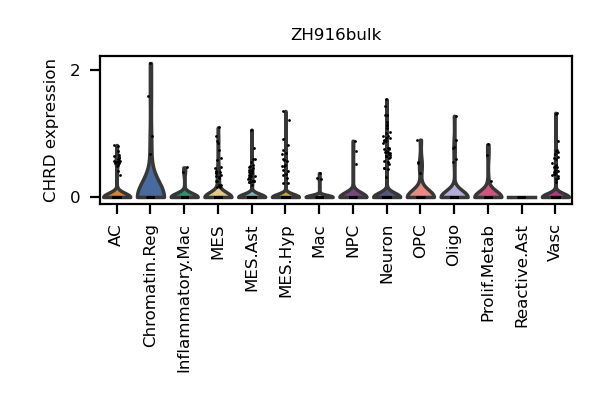 ZH916bulk
CHRD expression
2
0
AC
Chromatin.Reg
Inflammatory.Mac
MES
MES.Ast
MES.Hyp
Mac
NPC
Neuron
OPC
Oligo
Prolif.Metab
Reactive.Ast
Vasc